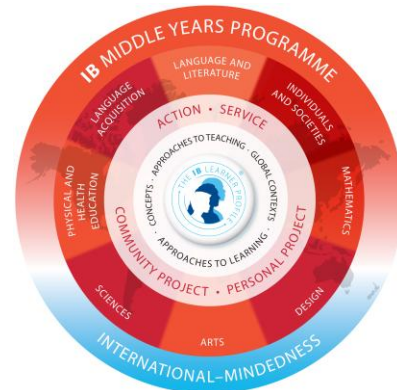 IB MIDDLE YEARS PROGRAMME
LANGUAGE AND
LITERATURE
INDIVIDUALS
AND SOCIETIES
MATHEMATICS
DESIGN
ARTS
SCIENCES
PHYSICAL AND
HEALTH
EDUCATION
LANGUAGE
ACQUISITION
ACTION • SERVICE
COMMUNITY PROJECT • PERSONAL PROJECT
APPROACHES TO TEACHING
GLOBAL CONTEXTS
APPROACHES TO LEARNING
CONCEPTS
THE IB LEARNER PROFILE
INTERNATIONAL–MINDEDNESS